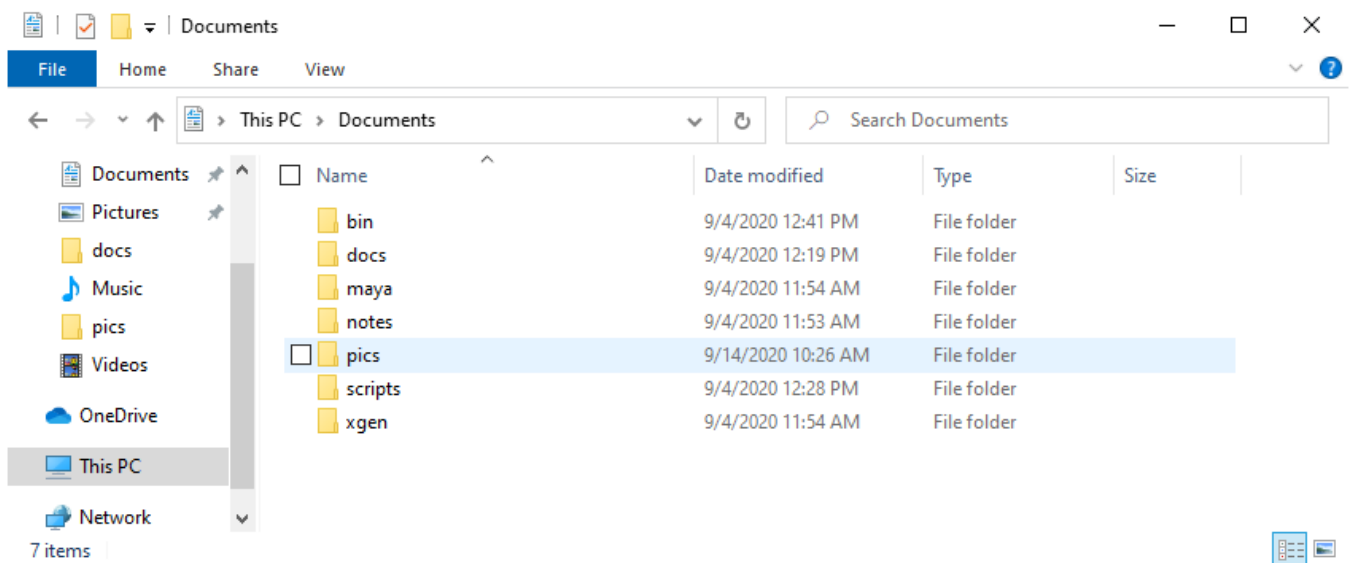 Documents
File Home Share View
This PC > Documents Search Documents
Documents
Pictures
docs
Music
pics
Videos
OneDrive
This PC
Network
Name Date modified Type Size
bin 9/4/2020 12:41 PM File folder
docs 9/4/2020 12:19 PM File folder
maya 9/4/2020 11:54 AM File folder
notes 9/4/2020 11:53 AM File folder
pics 9/14/2020 10:26 AM File folder
scripts 9/4/2020 12:28 PM File folder
xgen 9/4/2020 11:54 AM File folder
7 items